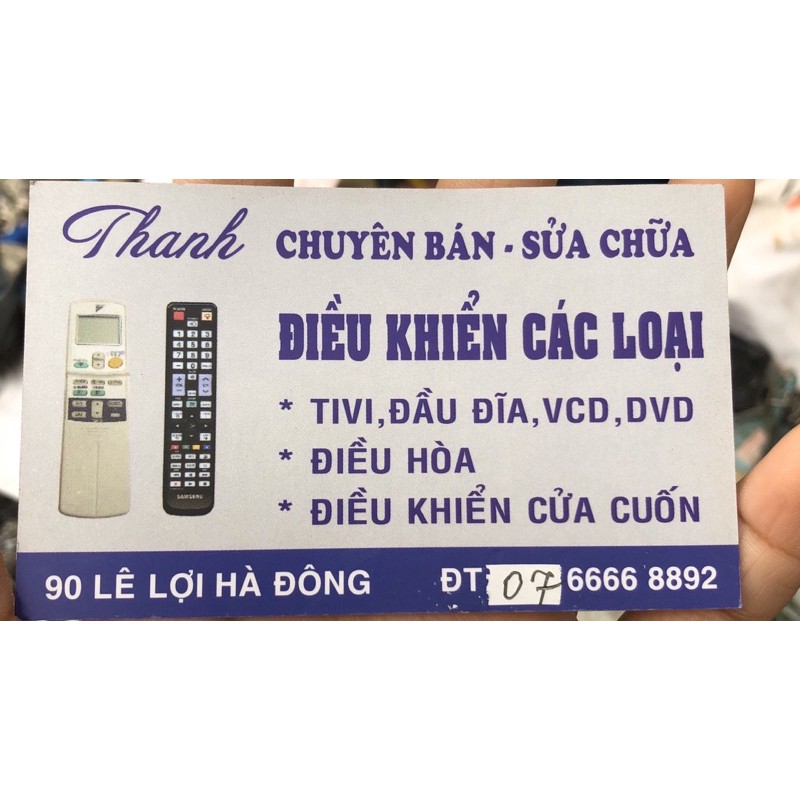 Thanh
CHUYÊN BÁN - SỬA CHỮA
ĐIỀU KHIỂN CÁC LOẠI
* TIVI,ĐẦU ĐĨA,VCD,DVD
* ĐIỀU HÒA
* ĐIỀU KHIỂN CỬA CUỐN
SAMSUNG
90 LÊ LỢI HÀ ĐÔNG
ĐT: 07 6666 8892